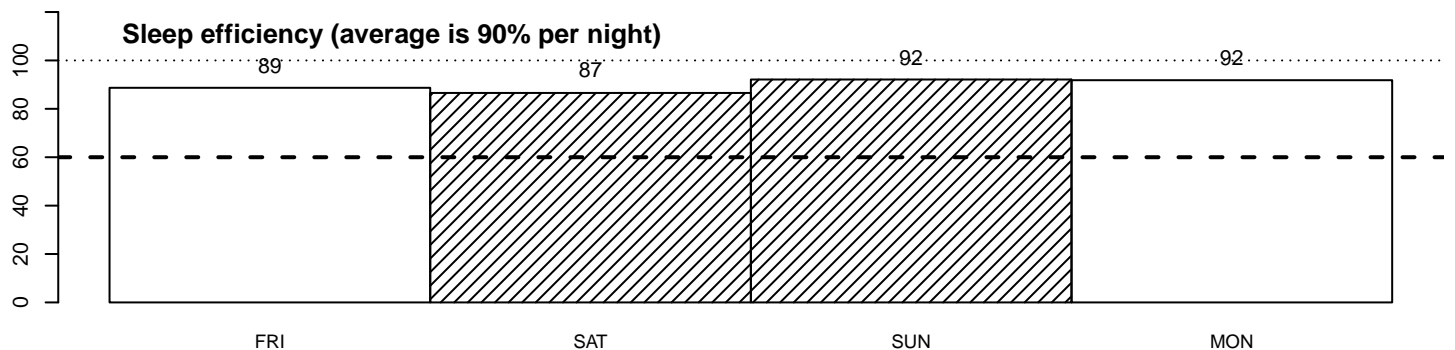 Sleep efficiency (average is 90% per night)
100
80
60
40
20
0
89
87
92
92
FRI
SAT
SUN
MON